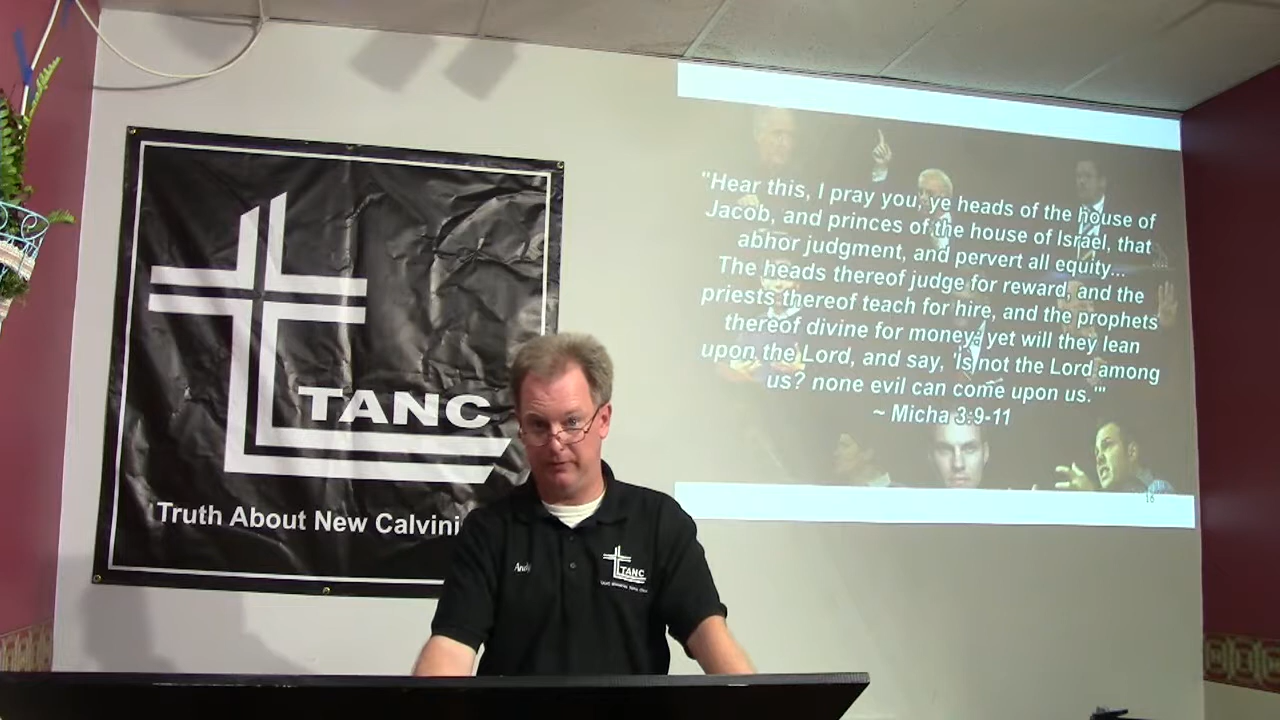 TANC
Truth About New Calvini
Andy
TANC
"Hear this, I pray you, ye heads of the house of
Jacob, and princes of the house of Israel, that
abhor judgment, and pervert all equity...
The heads thereof judge for reward, and the
priests thereof teach for hire, and the prophets
thereof divine for money: yet will they lean
upon the Lord, and say, 'Is not the Lord among
us? none evil can come upon us.'"
~ Micha 3:9-11
16